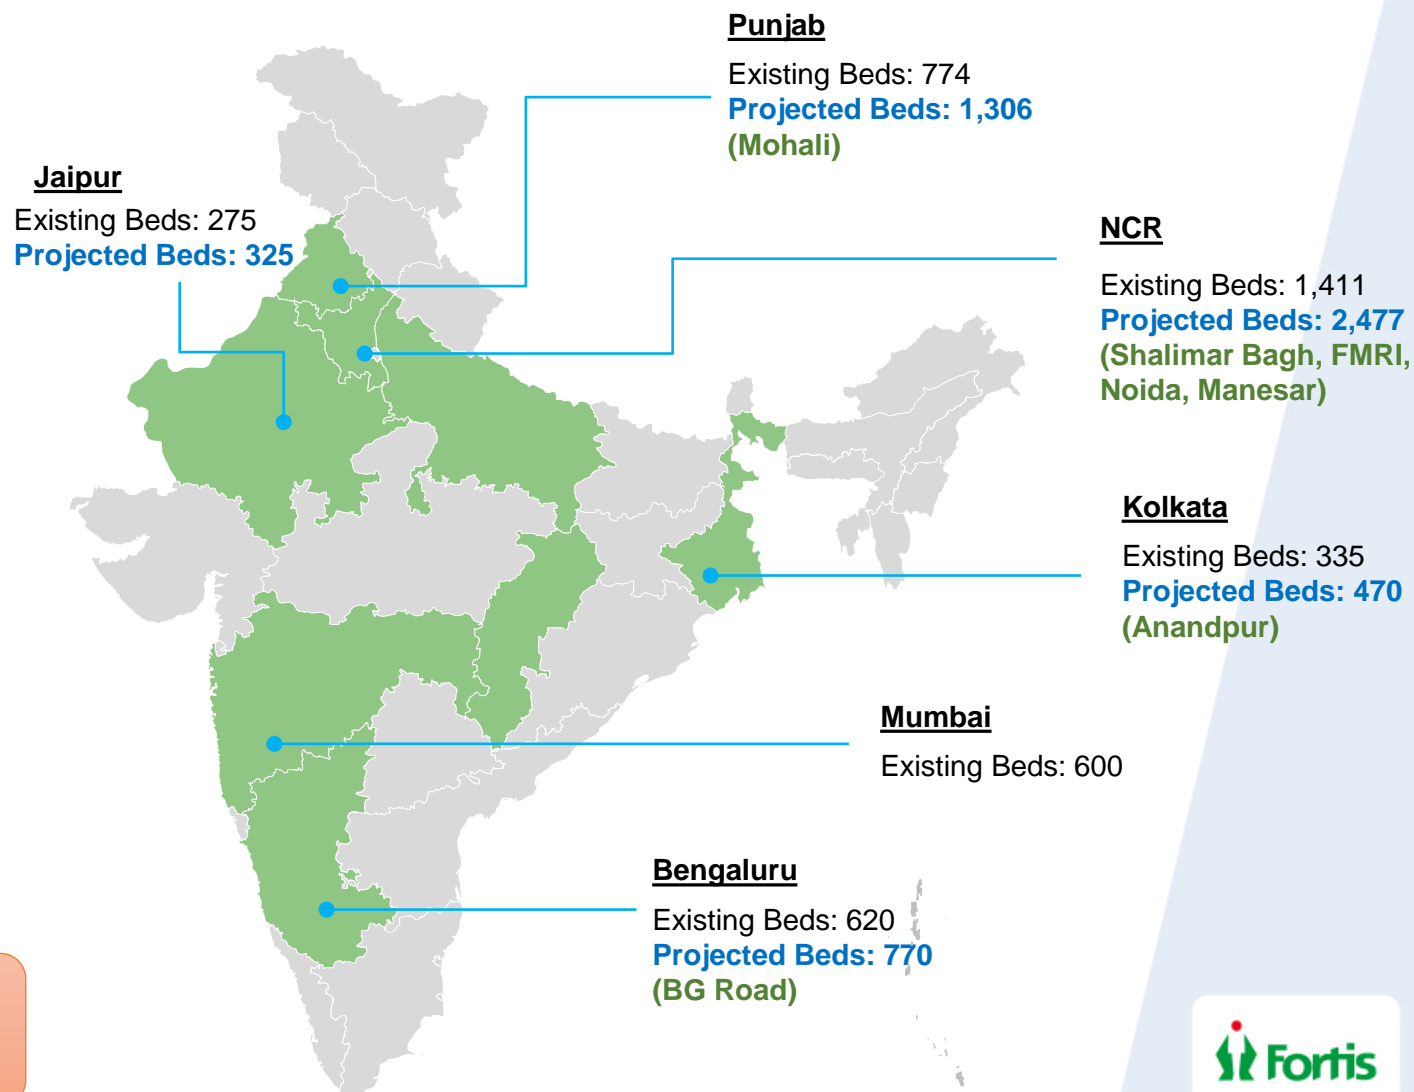 Punjab
Existing Beds: 774
Projected Beds: 1,306
(Mohali)
Jaipur
Existing Beds: 275
Projected Beds: 325
NCR
Existing Beds: 1,411
Projected Beds: 2,477
(Shalimar Bagh, FMRI,
Noida, Manesar)
Kolkata
Existing Beds: 335
Projected Beds: 470
(Anandpur)
Mumbai
Existing Beds: 600
Bengaluru
Existing Beds: 620
Projected Beds: 770
(BG Road)
Fortis